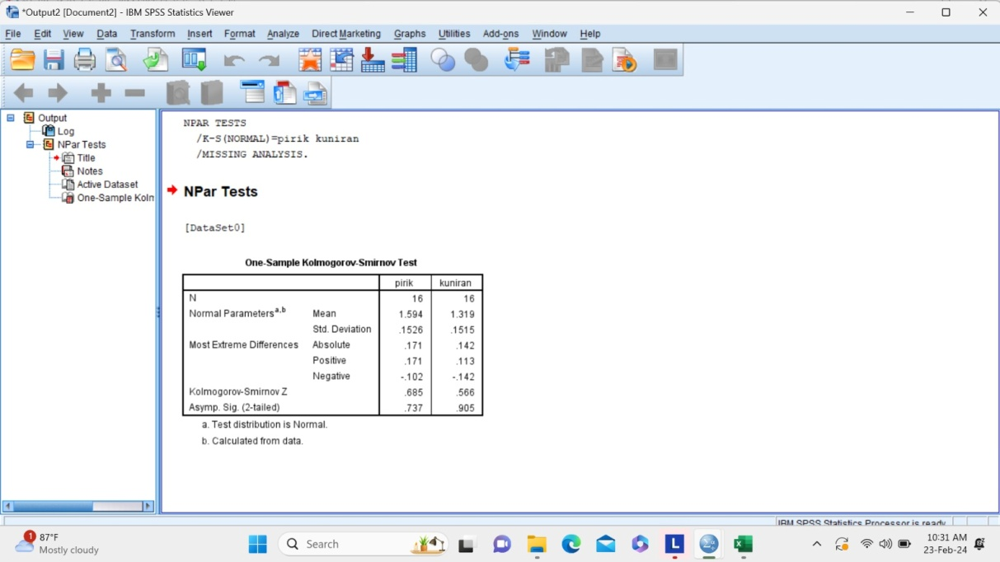 *Output2 [Document2] - IBM SPSS Statistics Viewer
File Edit View Data Transform Insert Format Analyze Direct Marketing Graphs Utilities Add-ons Window Help
Output
Log
NPar Tests
Title
Notes
Active Dataset
One-Sample Koln
NPAR TESTS
/K-S(NORMAL)=pirik kuniran
/MISSING ANALYSIS.
NPar Tests
[DataSet0]
One-Sample Kolmogorov-Smirnov Test
pirik kuniran
N 16 16
Normal Parameters a,b Mean 1.594 1.319
Std. Deviation .1526 .1515
Most Extreme Differences Absolute .171 .142
Positive .171 .113
Negative -.102 -.142
Kolmogorov-Smirnov Z .685 .566
Asymp. Sig. (2-tailed) .737 .905
a. Test distribution is Normal.
b. Calculated from data.
IBM SPSS Statistics Processor is ready
1
87°F
Mostly cloudy
Search
L
10:31 AM
23-Feb-24